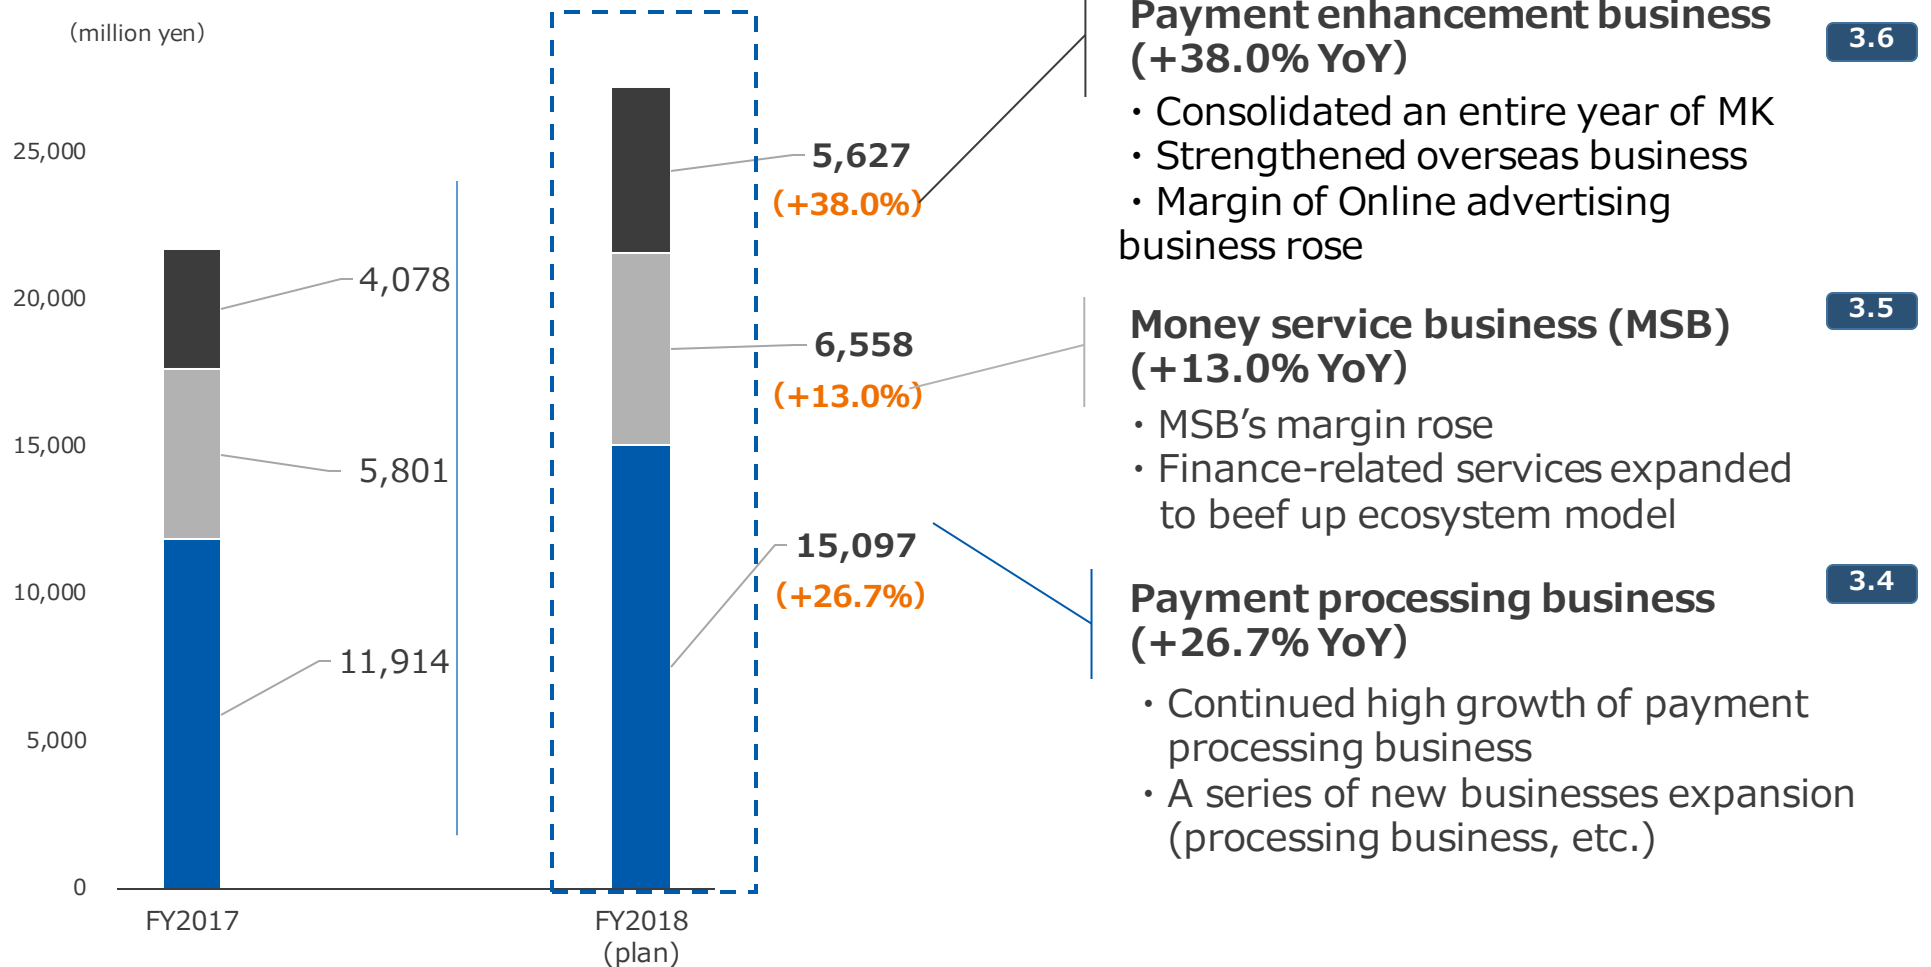 （million yen）
25,000
20,000
15,000
10,000
5,000
0
FY2017
FY2018
(plan)
4,078
5,801
11,914
5,627
（+38.0%）
6,558
（+13.0%）
15,097
（+26.7%）
Payment enhancement business
(+38.0% YoY）
3.6
・Consolidated an entire year of MK
・Strengthened overseas business
・Margin of Online advertising
business rose
Money service business (MSB)
(+13.0% YoY）
3.5
・MSB’s margin rose
・Finance-related services expanded
to beef up ecosystem model
Payment processing business
(+26.7% YoY）
3.4
・Continued high growth of payment
processing business
・A series of new businesses expansion
(processing business, etc.)